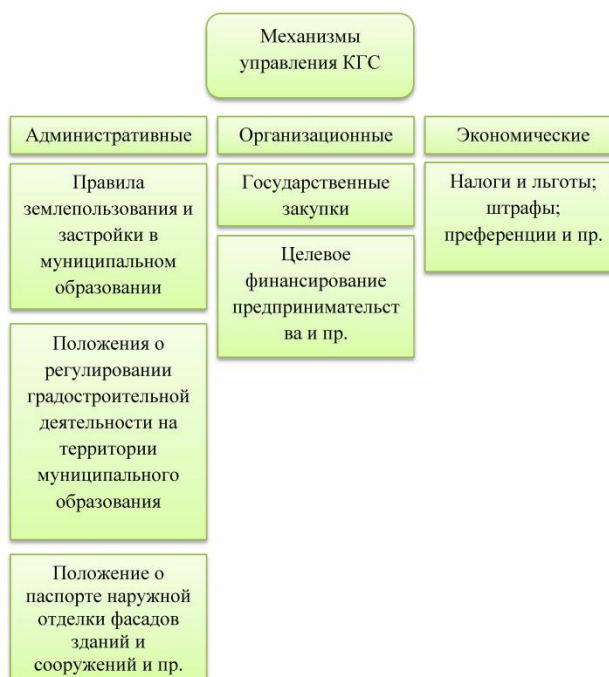 Механизмы
управления КГС
Административные
Организационные
Экономические
Правила
землепользования и
застройки в
муниципальном
образовании
Государственные
закупки
Налоги и льготы;
штрафы;
преференции и пр.
Целевое
финансирование
предпринимательст
ва и пр.
Положения о
регулировании
градостроительной
деятельности на
территории
муниципального
образования
Положение о
паспорте наружной
отделки фасадов
зданий и
сооружений и пр.